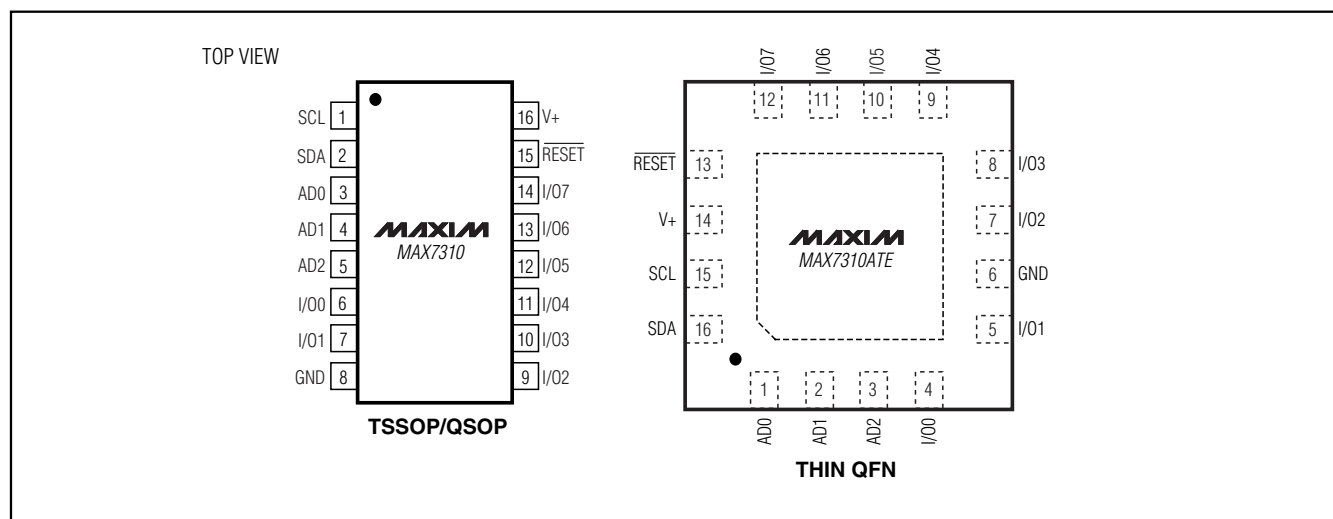 TOP VIEW
SCL 1
SDA 2
AD0 3
AD1 4
AD2 5
I/O0 6
I/O1 7
GND 8
MAXIM
MAX7310
16 V+
15 RESET
14 I/O7
13 I/O6
12 I/O5
11 I/O4
10 I/O3
9 I/O2
TSSOP/QSOP
I/O7 I/O6 I/O5 I/O4
12 11 10 9
RESET 13
V+ 14
SCL 15
SDA 16
MAXIM
MAX7310ATE
8 I/O3
7 I/O2
6 GND
5 I/O1
1 2 3 4
AD0 AD1 AD2 I/O0
THIN QFN